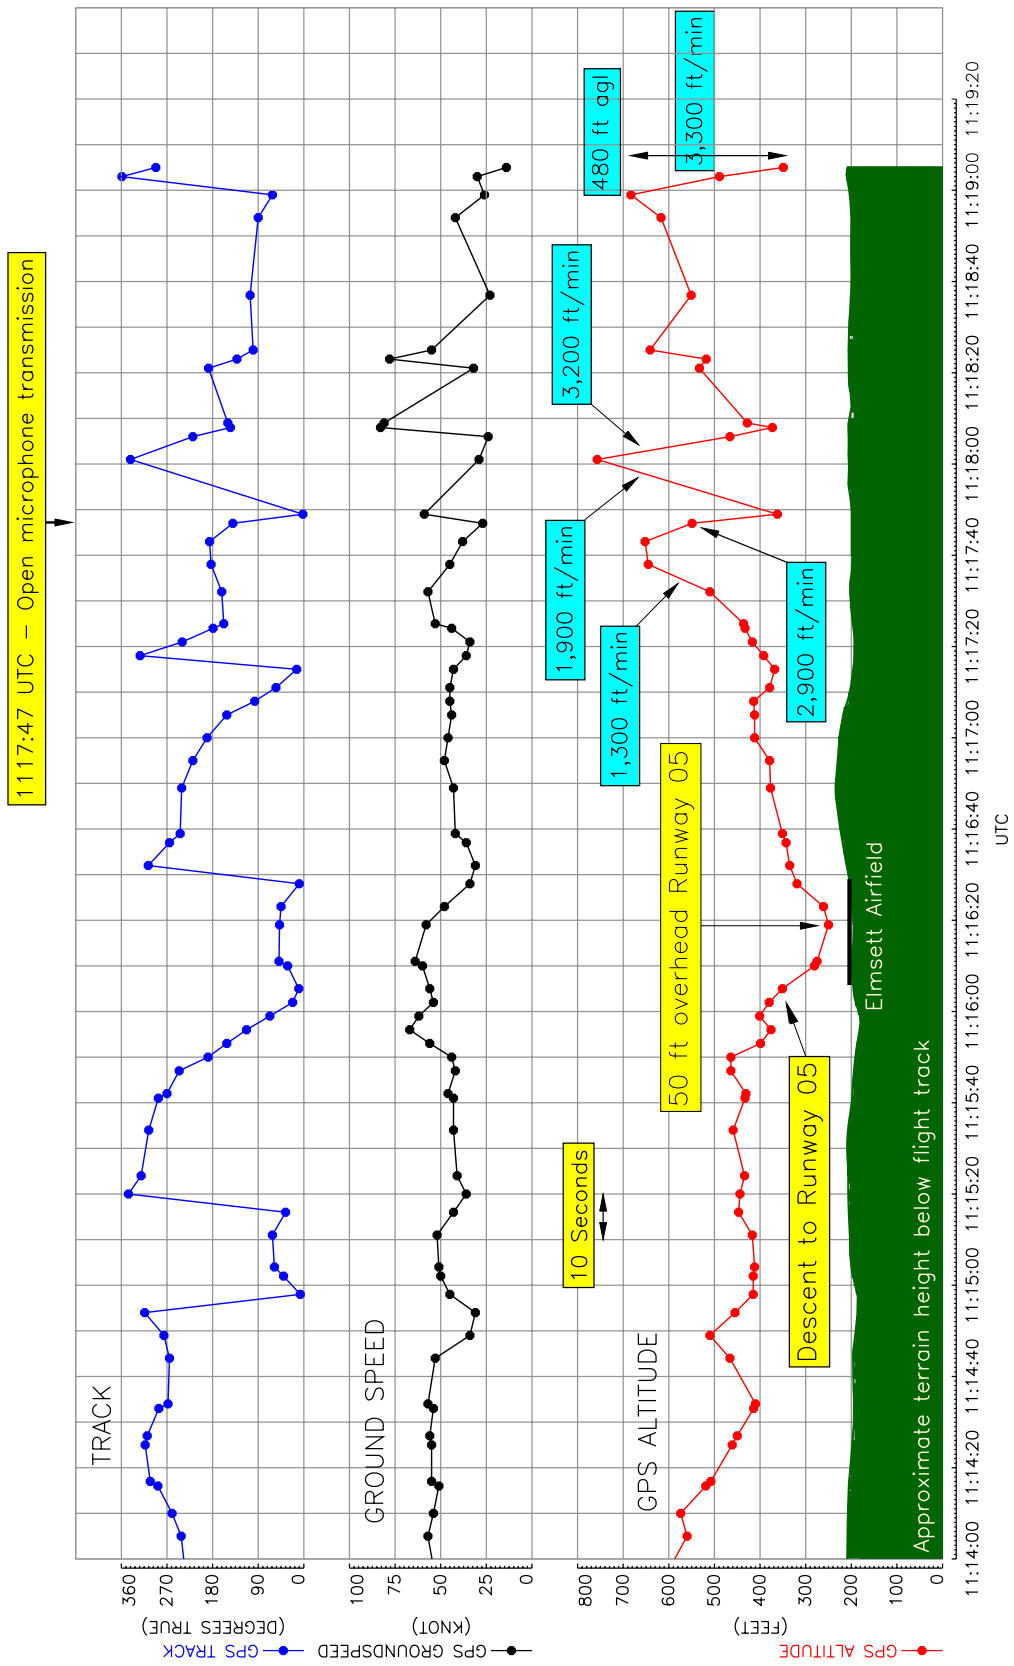 1117:47 UTC – Open microphone transmission
TRACK
360
270
180
90
0
(DEGREES TRUE)
GPS TRACK
GROUND SPEED
100
75
50
25
0
(KNOT)
GPS GROUNDSPEED
GPS ALTITUDE
800
700
600
500
400
300
200
100
0
(FEET)
GPS ALTITUDE
10 Seconds
Descent to Runway 05
50 ft overhead Runway 05
1,300 ft/min
2,900 ft/min
1,900 ft/min
3,200 ft/min
480 ft agl
3,300 ft/min
Elmsett Airfield
Approximate terrain height below flight track
11:14:00
11:14:20
11:14:40
11:15:00
11:15:20
11:15:40
11:16:00
11:16:20
11:16:40
11:17:00
11:17:20
11:17:40
11:18:00
11:18:20
11:18:40
11:19:00
11:19:20
UTC